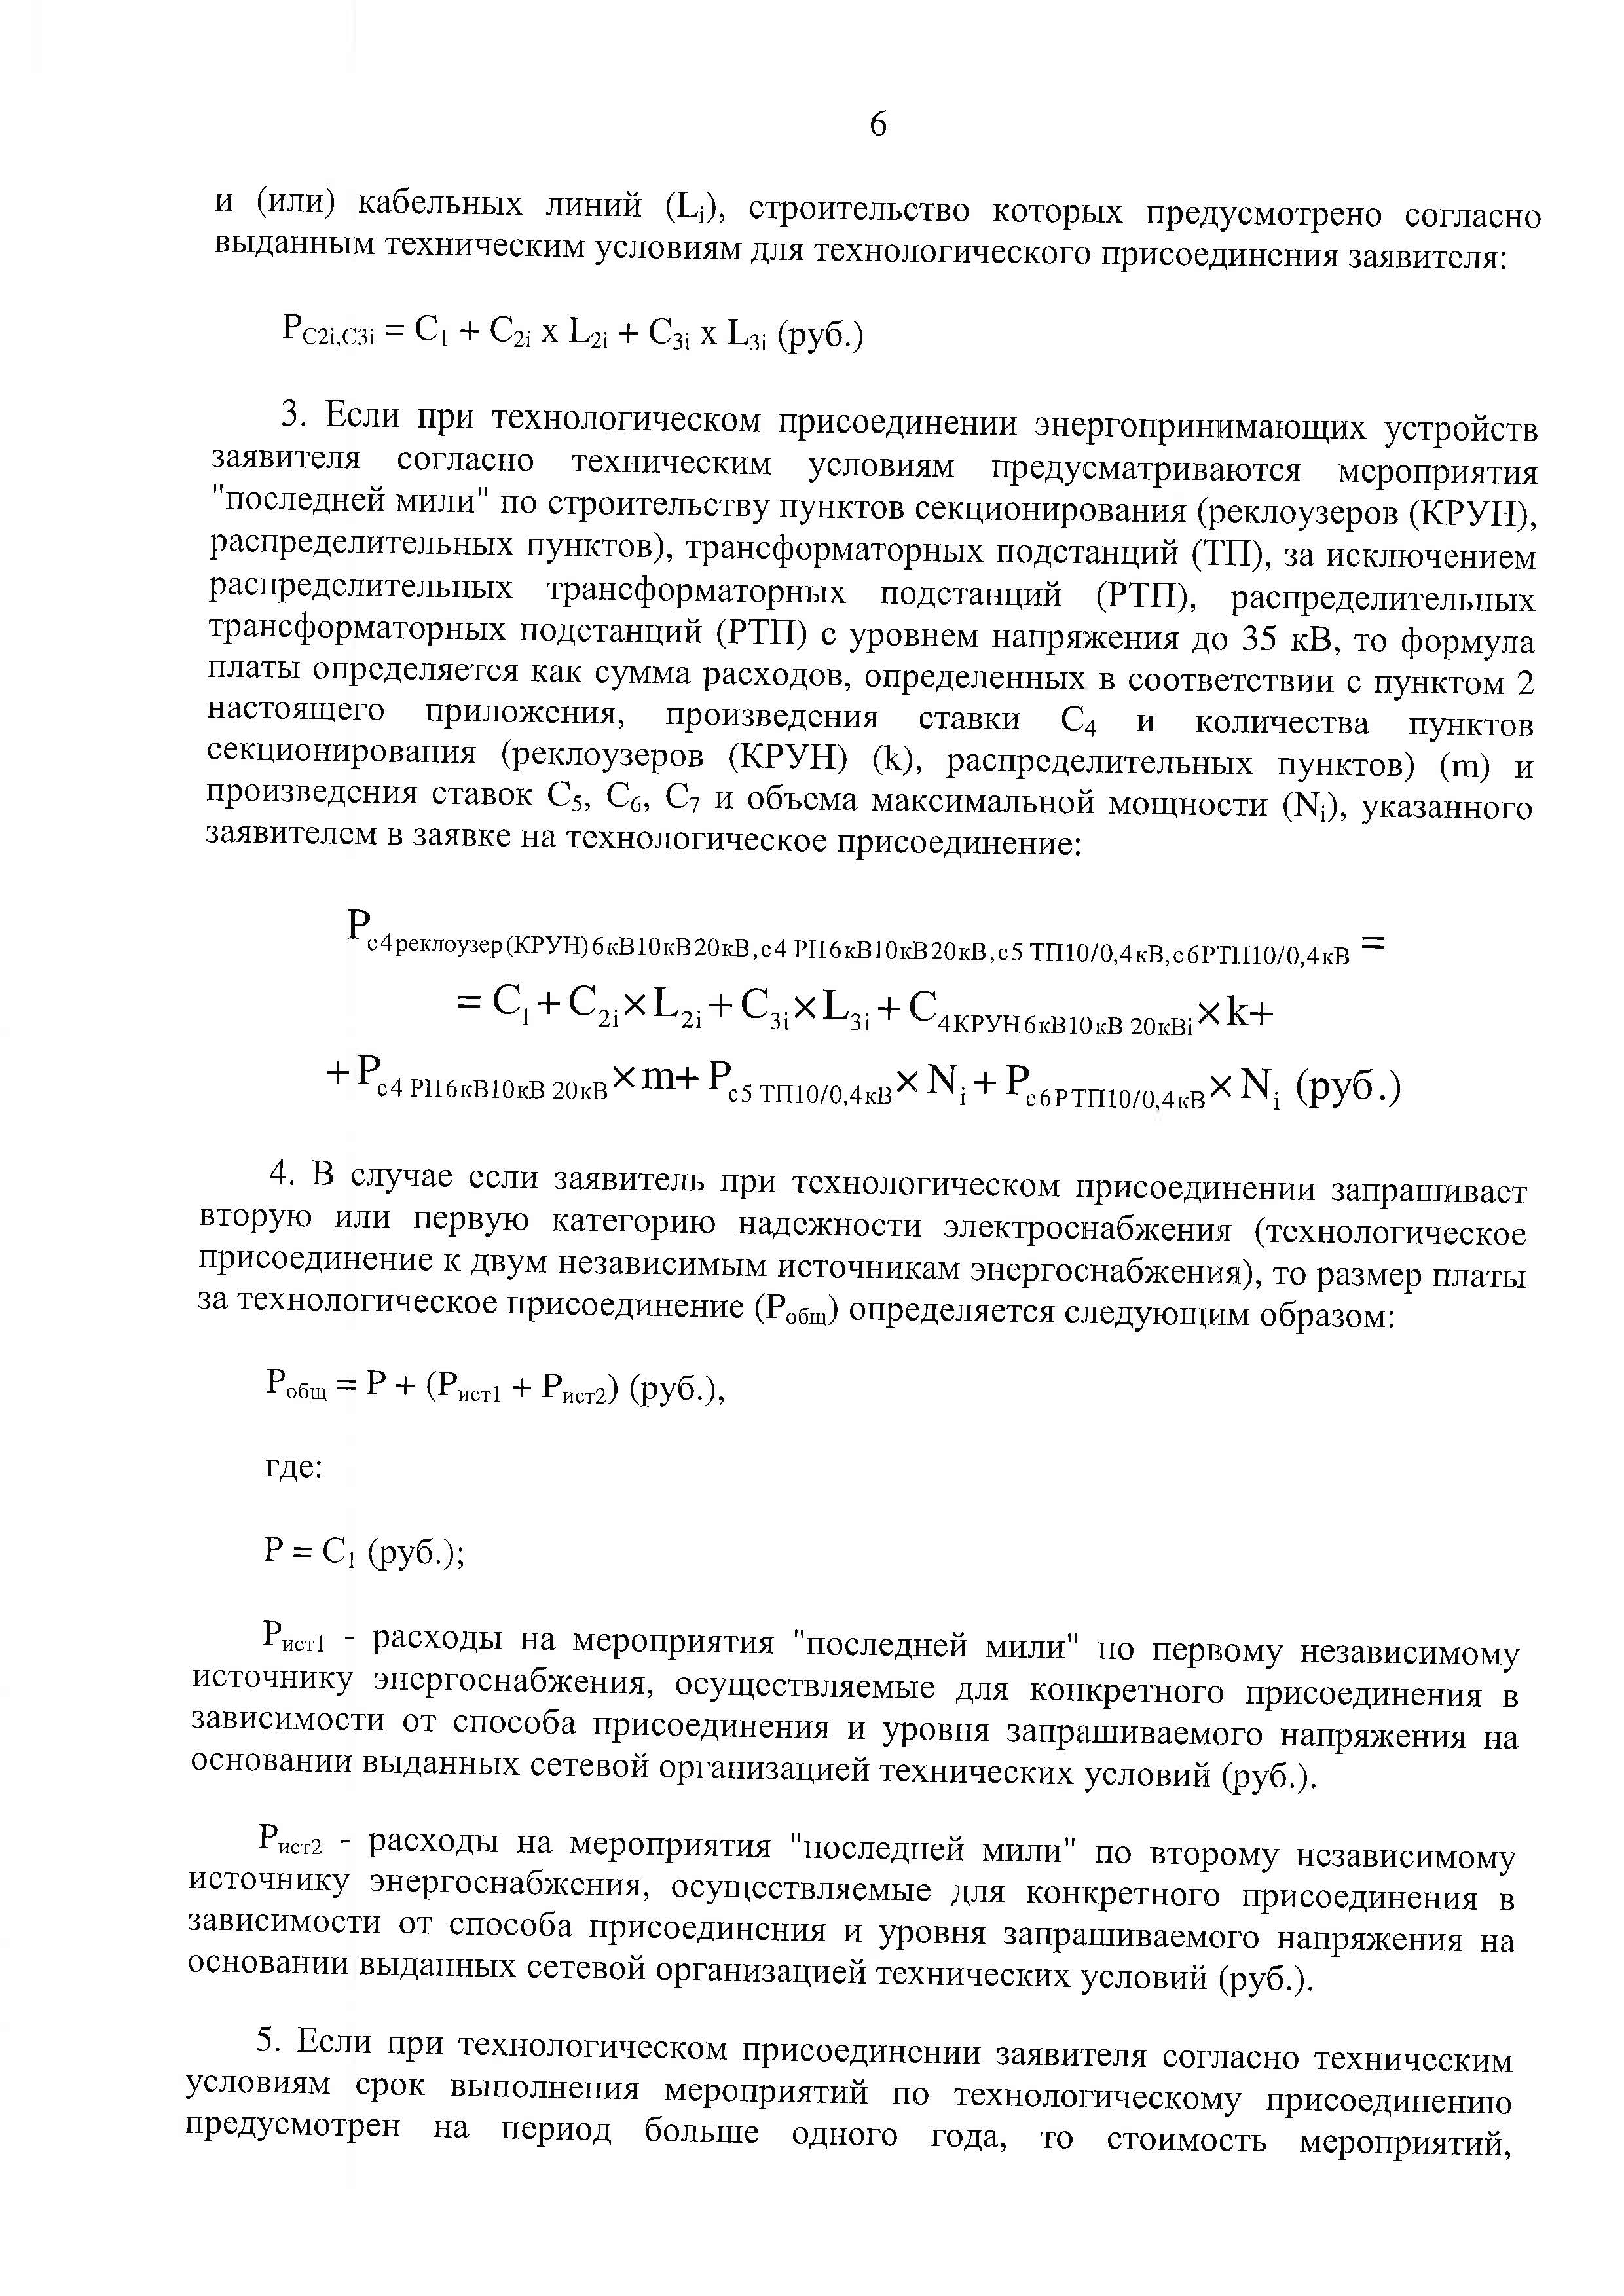 6
и (или) кабельных линий (Li), строительство которых предусмотрено согласно
выданным техническим условиям для технологического присоединения заявителя:
PC2i,C3i = C1 + C2i x L2i + C3i x L3i (руб.)
3. Если при технологическом присоединении энергопринимающих устройств
заявителя согласно техническим условиям предусматриваются мероприятия
"последней мили" по строительству пунктов секционирования (реклоузеров (КРУН),
распределительных пунктов), трансформаторных подстанций (ТП), за исключением
распределительных трансформаторных подстанций (РТП), распределительных
трансформаторных подстанций (РТП) с уровнем напряжения до 35 кВ, то формула
платы определяется как сумма расходов, определенных в соответствии с пунктом 2
настоящего приложения, произведения ставки C4 и количества пунктов
секционирования (реклоузеров (КРУН) (k), распределительных пунктов) (m) и
произведения ставок C5, C6, C7 и объема максимальной мощности (Ni), указанного
заявителем в заявке на технологическое присоединение:
Pс4реклоузер(КРУН)6кВ10кВ20кВ,с4 РП6кВ10кВ20кВ,с5 ТП10/0,4кВ,с6РТП10/0,4кВ =
= C1+C2i×L2i+C3i×L3i+C4КРУН6кВ10кВ 20кВi×k+
+Pс4 РП6кВ10кВ 20кВ×m+Pс5 ТП10/0,4кВ×Ni+Pс6РТП10/0,4кВ×Ni (руб.)
4. В случае если заявитель при технологическом присоединении запрашивает
вторую или первую категорию надежности электроснабжения (технологическое
присоединение к двум независимым источникам энергоснабжения), то размер платы
за технологическое присоединение (Pобщ) определяется следующим образом:
Pобщ = P + (Pист1 + Pист2) (руб.),
где:
P = C1 (руб.);
Pист1 - расходы на мероприятия "последней мили" по первому независимому
источнику энергоснабжения, осуществляемые для конкретного присоединения в
зависимости от способа присоединения и уровня запрашиваемого напряжения на
основании выданных сетевой организацией технических условий (руб.).
Pист2 - расходы на мероприятия "последней мили" по второму независимому
источнику энергоснабжения, осуществляемые для конкретного присоединения в
зависимости от способа присоединения и уровня запрашиваемого напряжения на
основании выданных сетевой организацией технических условий (руб.).
5. Если при технологическом присоединении заявителя согласно техническим
условиям срок выполнения мероприятий по технологическому присоединению
предусмотрен на период больше одного года, то стоимость мероприятий,